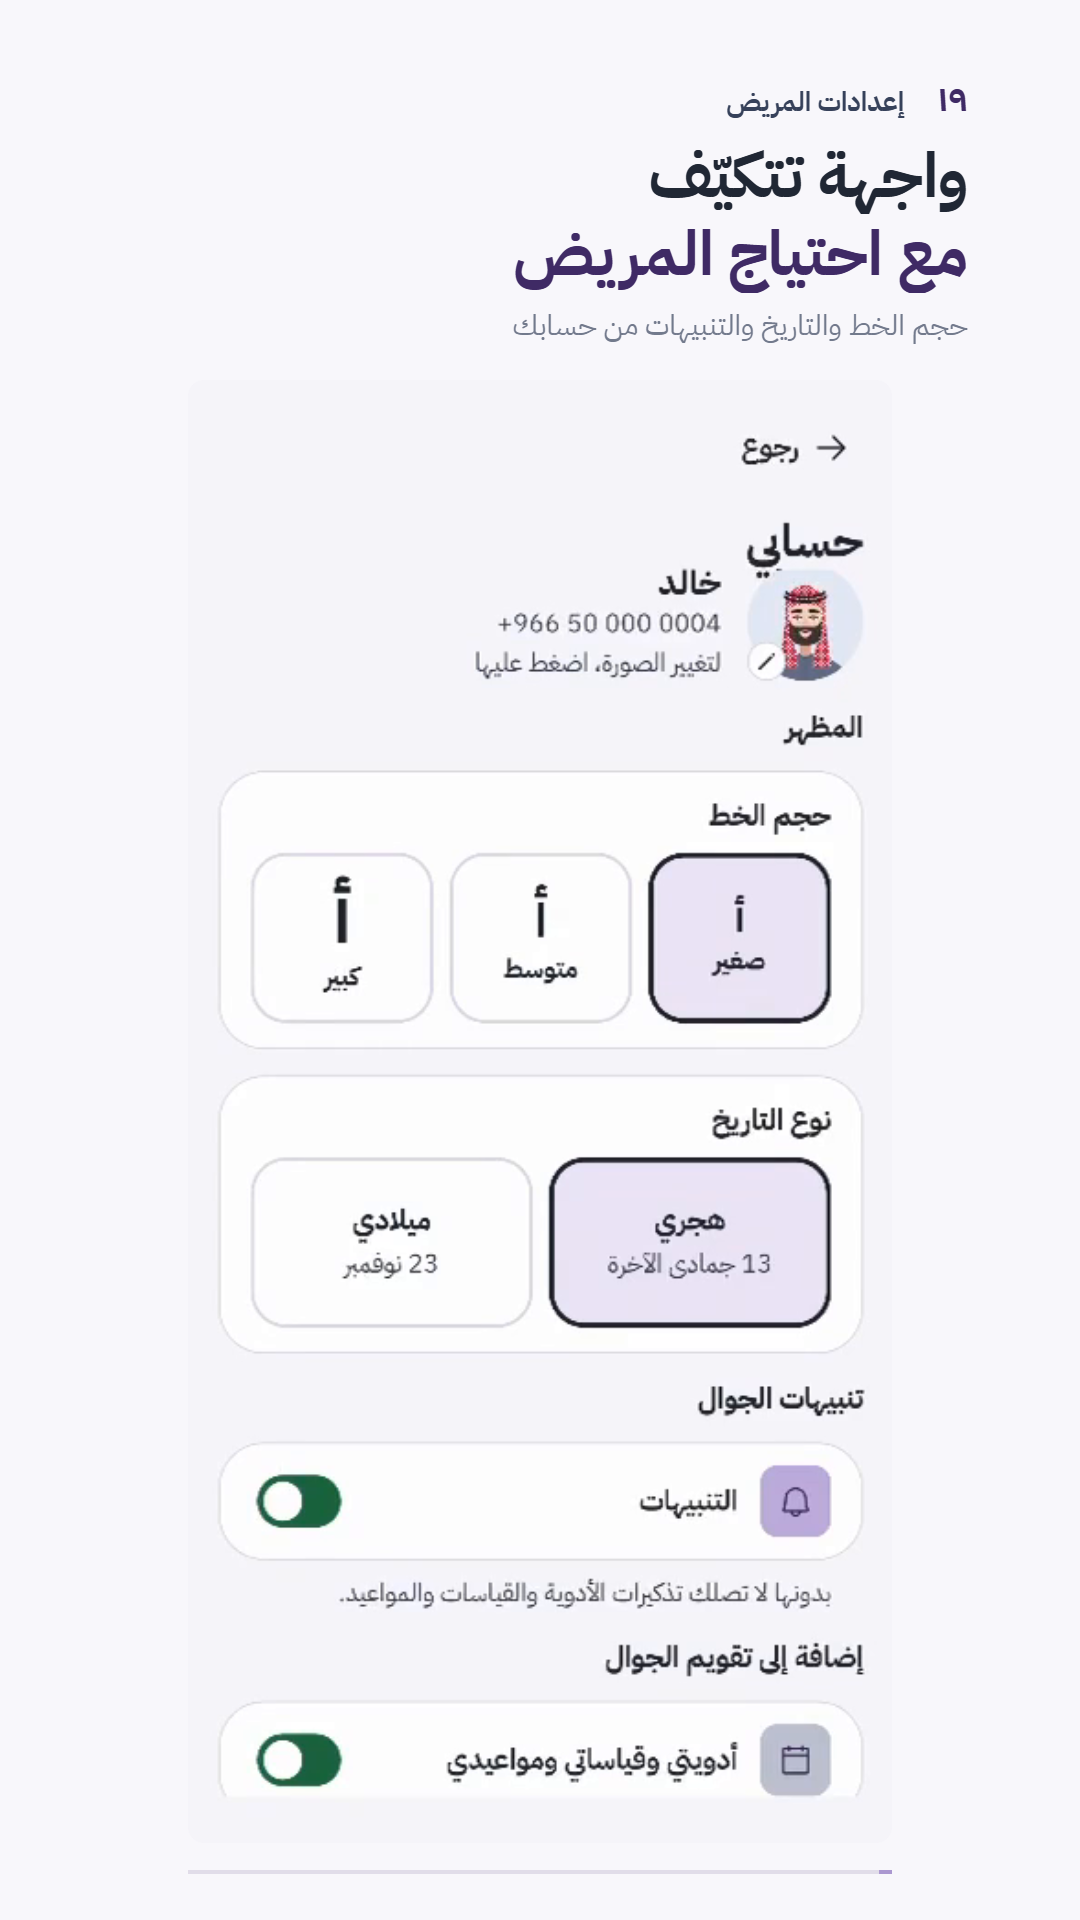 ١٩ إعدادات المريض
واجهة تتكيّف
مع احتياج المريض
حجم الخط والتاريخ والتنبيهات من حسابك
رجوع
حسابي
خالد
+966 50 000 0004
لتغيير الصورة، اضغط عليها
المظهر
حجم الخط
أ أ أ
صغير متوسط كبير
نوع التاريخ
هجري ميلادي
13 جمادى الآخرة 23 نوفمبر
تنبيهات الجوال
التنبيهات
بدونها لا تصلك تذكيرات الأدوية والقياسات والمواعيد.
إضافة إلى تقويم الجوال
أدويتي وقياساتي ومواعيدي